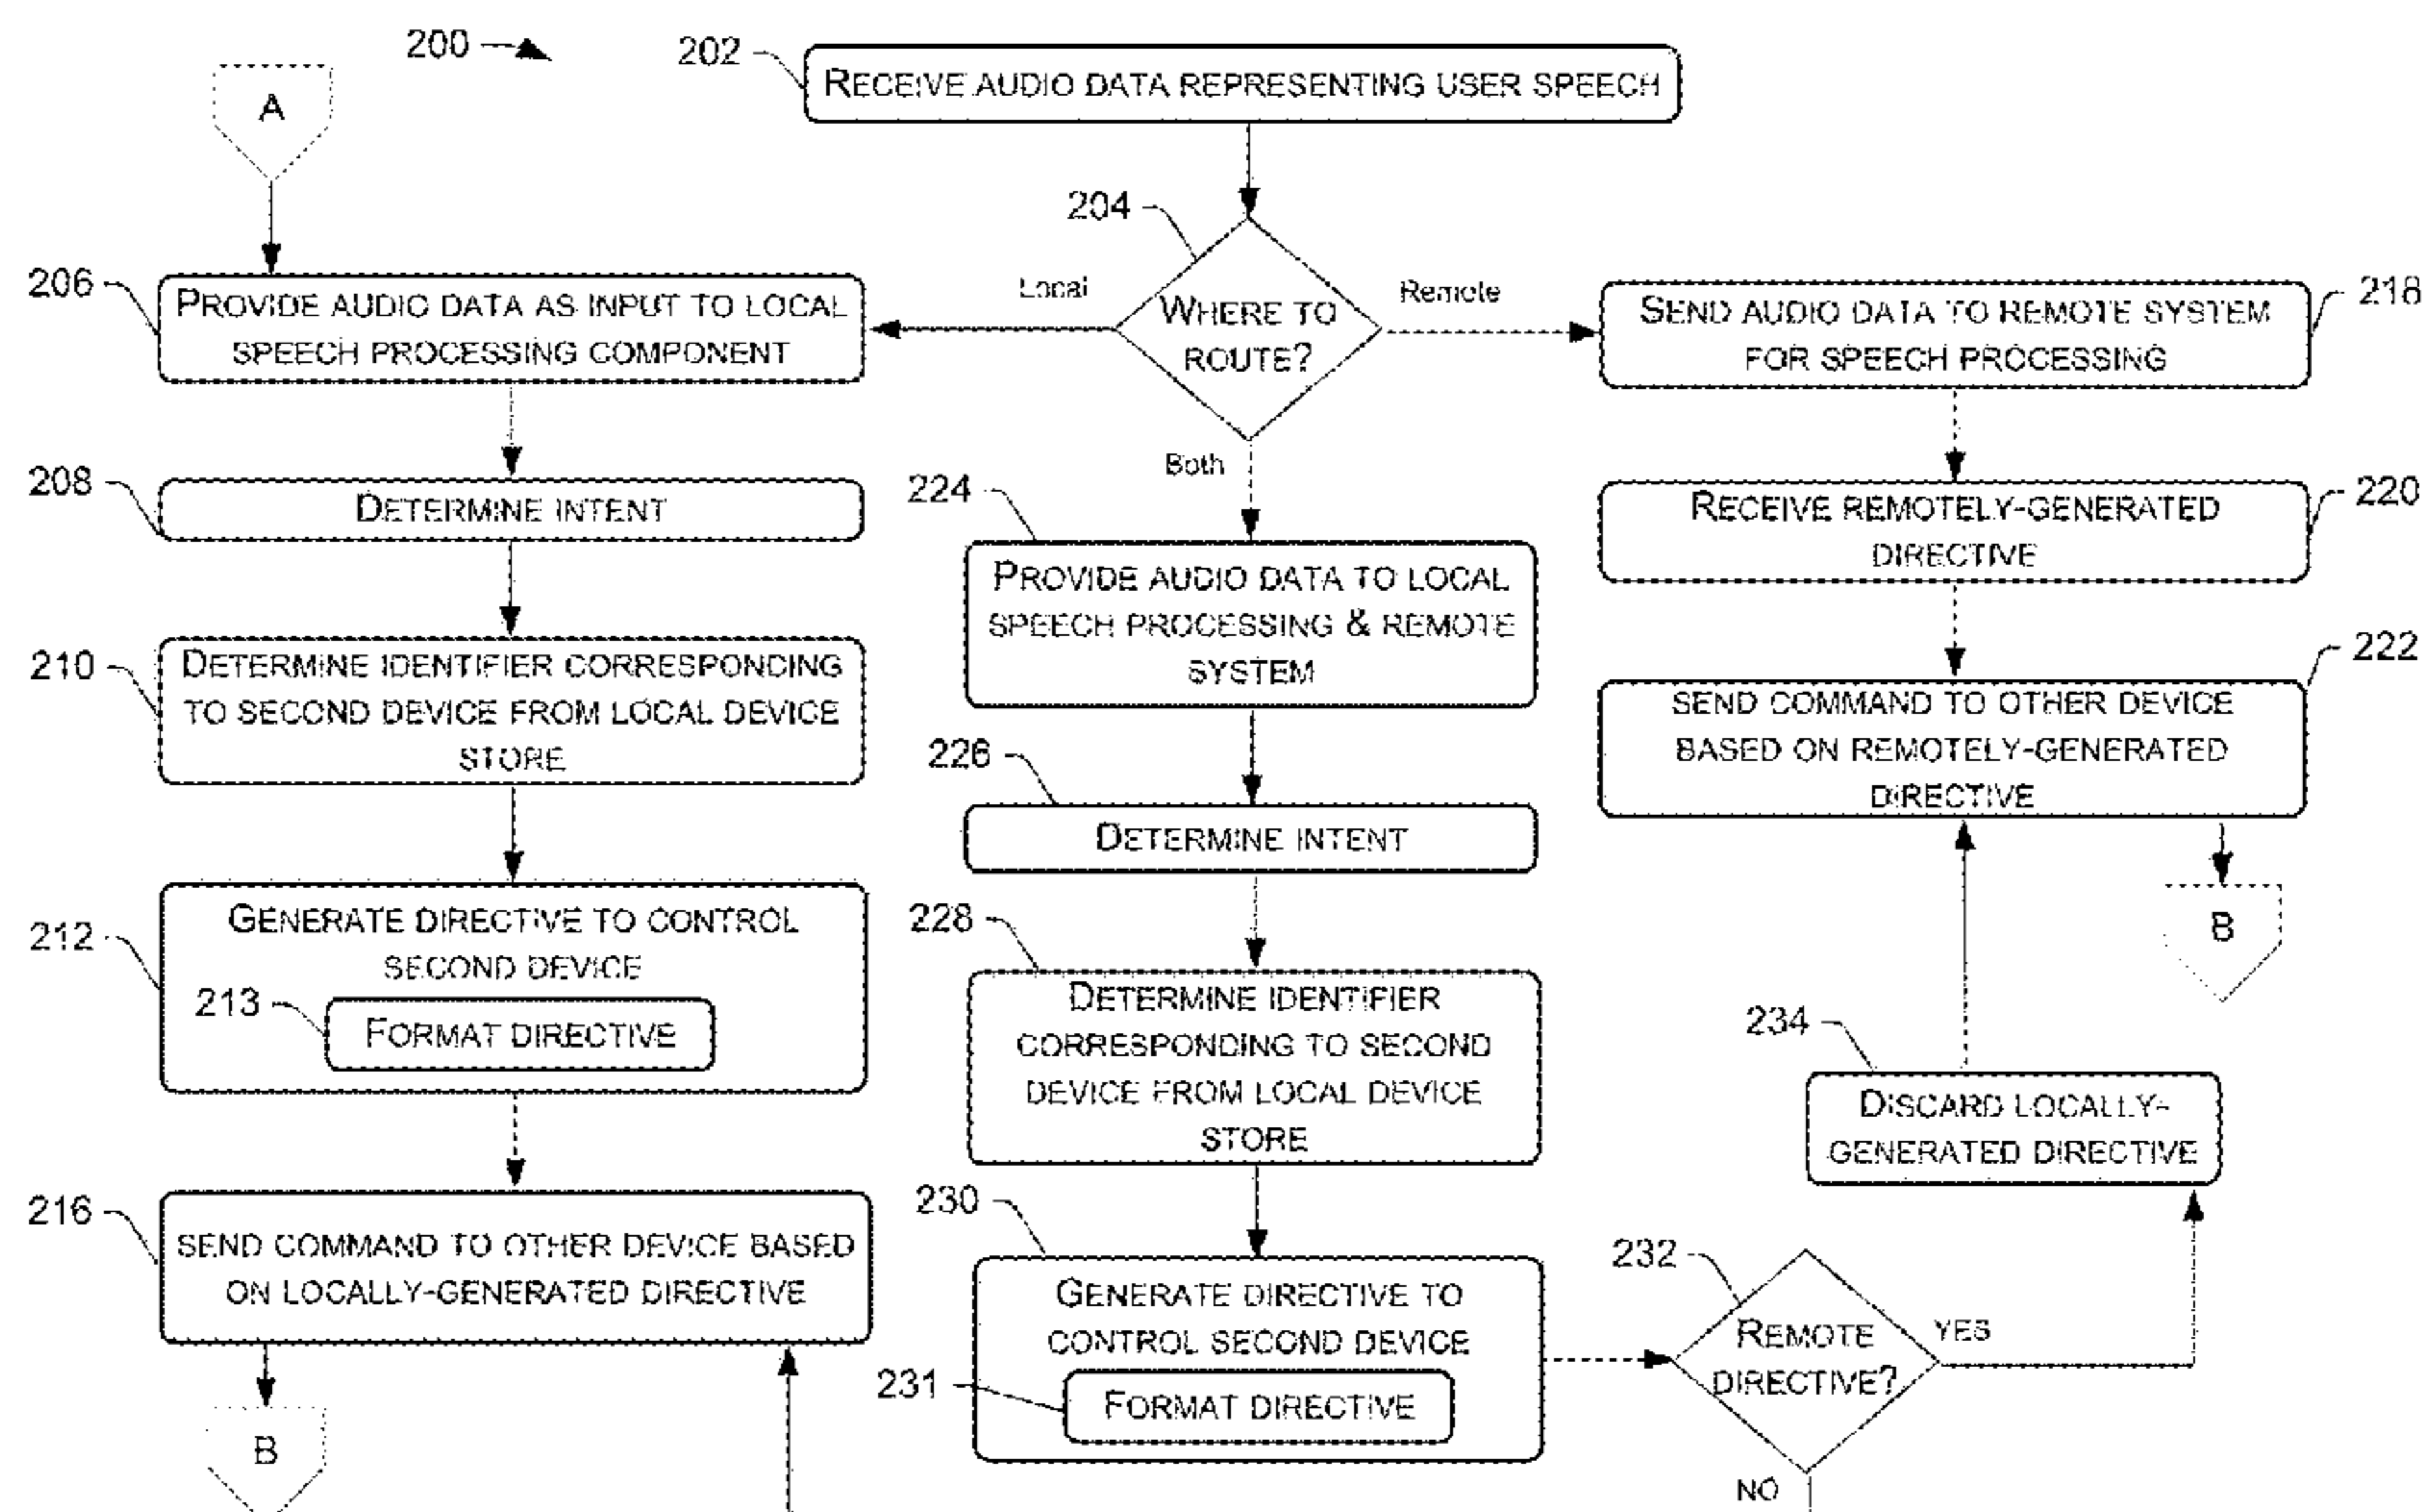 200
202
RECEIVE AUDIO DATA REPRESENTING USER SPEECH
A
204
WHERE TO
ROUTE?
Local
Remote
Both
206
PROVIDE AUDIO DATA AS INPUT TO LOCAL
SPEECH PROCESSING COMPONENT
208
DETERMINE INTENT
210
DETERMINE IDENTIFIER CORRESPONDING
TO SECOND DEVICE FROM LOCAL DEVICE
STORE
212
GENERATE DIRECTIVE TO CONTROL
SECOND DEVICE
213
FORMAT DIRECTIVE
216
SEND COMMAND TO OTHER DEVICE BASED
ON LOCALLY-GENERATED DIRECTIVE
B
224
PROVIDE AUDIO DATA TO LOCAL
SPEECH PROCESSING & REMOTE
SYSTEM
226
DETERMINE INTENT
228
DETERMINE IDENTIFIER
CORRESPONDING TO SECOND
DEVICE FROM LOCAL DEVICE
STORE
230
GENERATE DIRECTIVE TO
CONTROL SECOND DEVICE
231
FORMAT DIRECTIVE
218
SEND AUDIO DATA TO REMOTE SYSTEM
FOR SPEECH PROCESSING
220
RECEIVE REMOTELY-GENERATED
DIRECTIVE
222
SEND COMMAND TO OTHER DEVICE
BASED ON REMOTELY-GENERATED
DIRECTIVE
B
234
DISCARD LOCALLY-
GENERATED DIRECTIVE
232
REMOTE
DIRECTIVE?
YES
NO